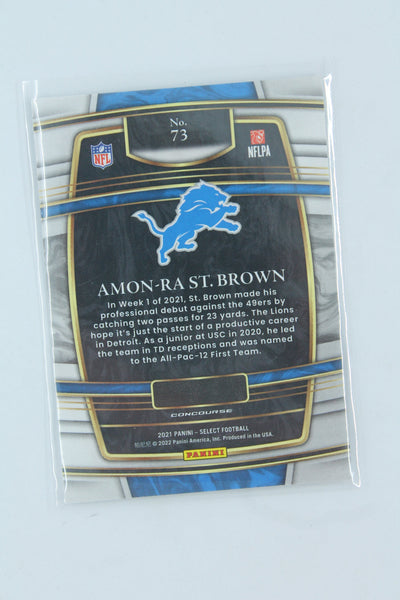 No.
73
NFL
NFLPA
AMON-RA ST. BROWN
In Week 1 of 2021, St. Brown made his
professional debut against the 49ers by
catching two passes for 23 yards. The Lions
hope it's just the start of a productive career
in Detroit. As a junior at USC in 2020, he led
the team in TD receptions and was named
to the All-Pac-12 First Team.
CONCOURSE
2021 PANINI – SELECT FOOTBALL
© 2022 Panini America, Inc. Produced in the USA.
PANINI